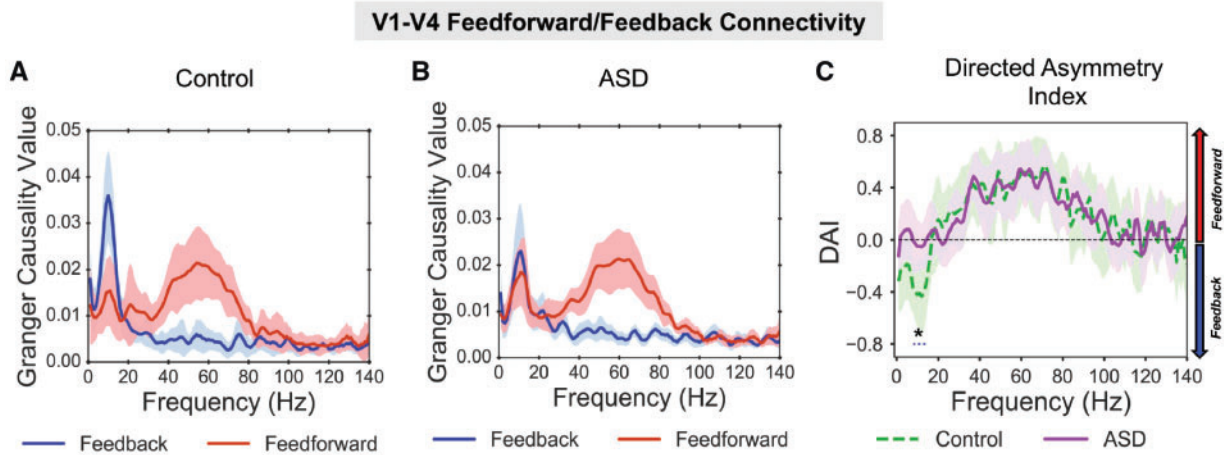 V1-V4 Feedforward/Feedback Connectivity
A
Control
Granger Causality Value
0.05
0.04
0.03
0.02
0.01
0.00
0 20 40 60 80 100 120 140
Frequency (Hz)
Feedback Feedforward
B
ASD
Granger Causality Value
0.05
0.04
0.03
0.02
0.01
0.000
0 20 40 60 80 100 120 140
Frequency (Hz)
Feedback Feedforward
C
Directed Asymmetry
Index
DAI
0.8
0.4
0.0
−0.4
−0.8
*
0 20 40 60 80 100 120 140
Frequency (Hz)
Control ASD
Feedforward
Feedback